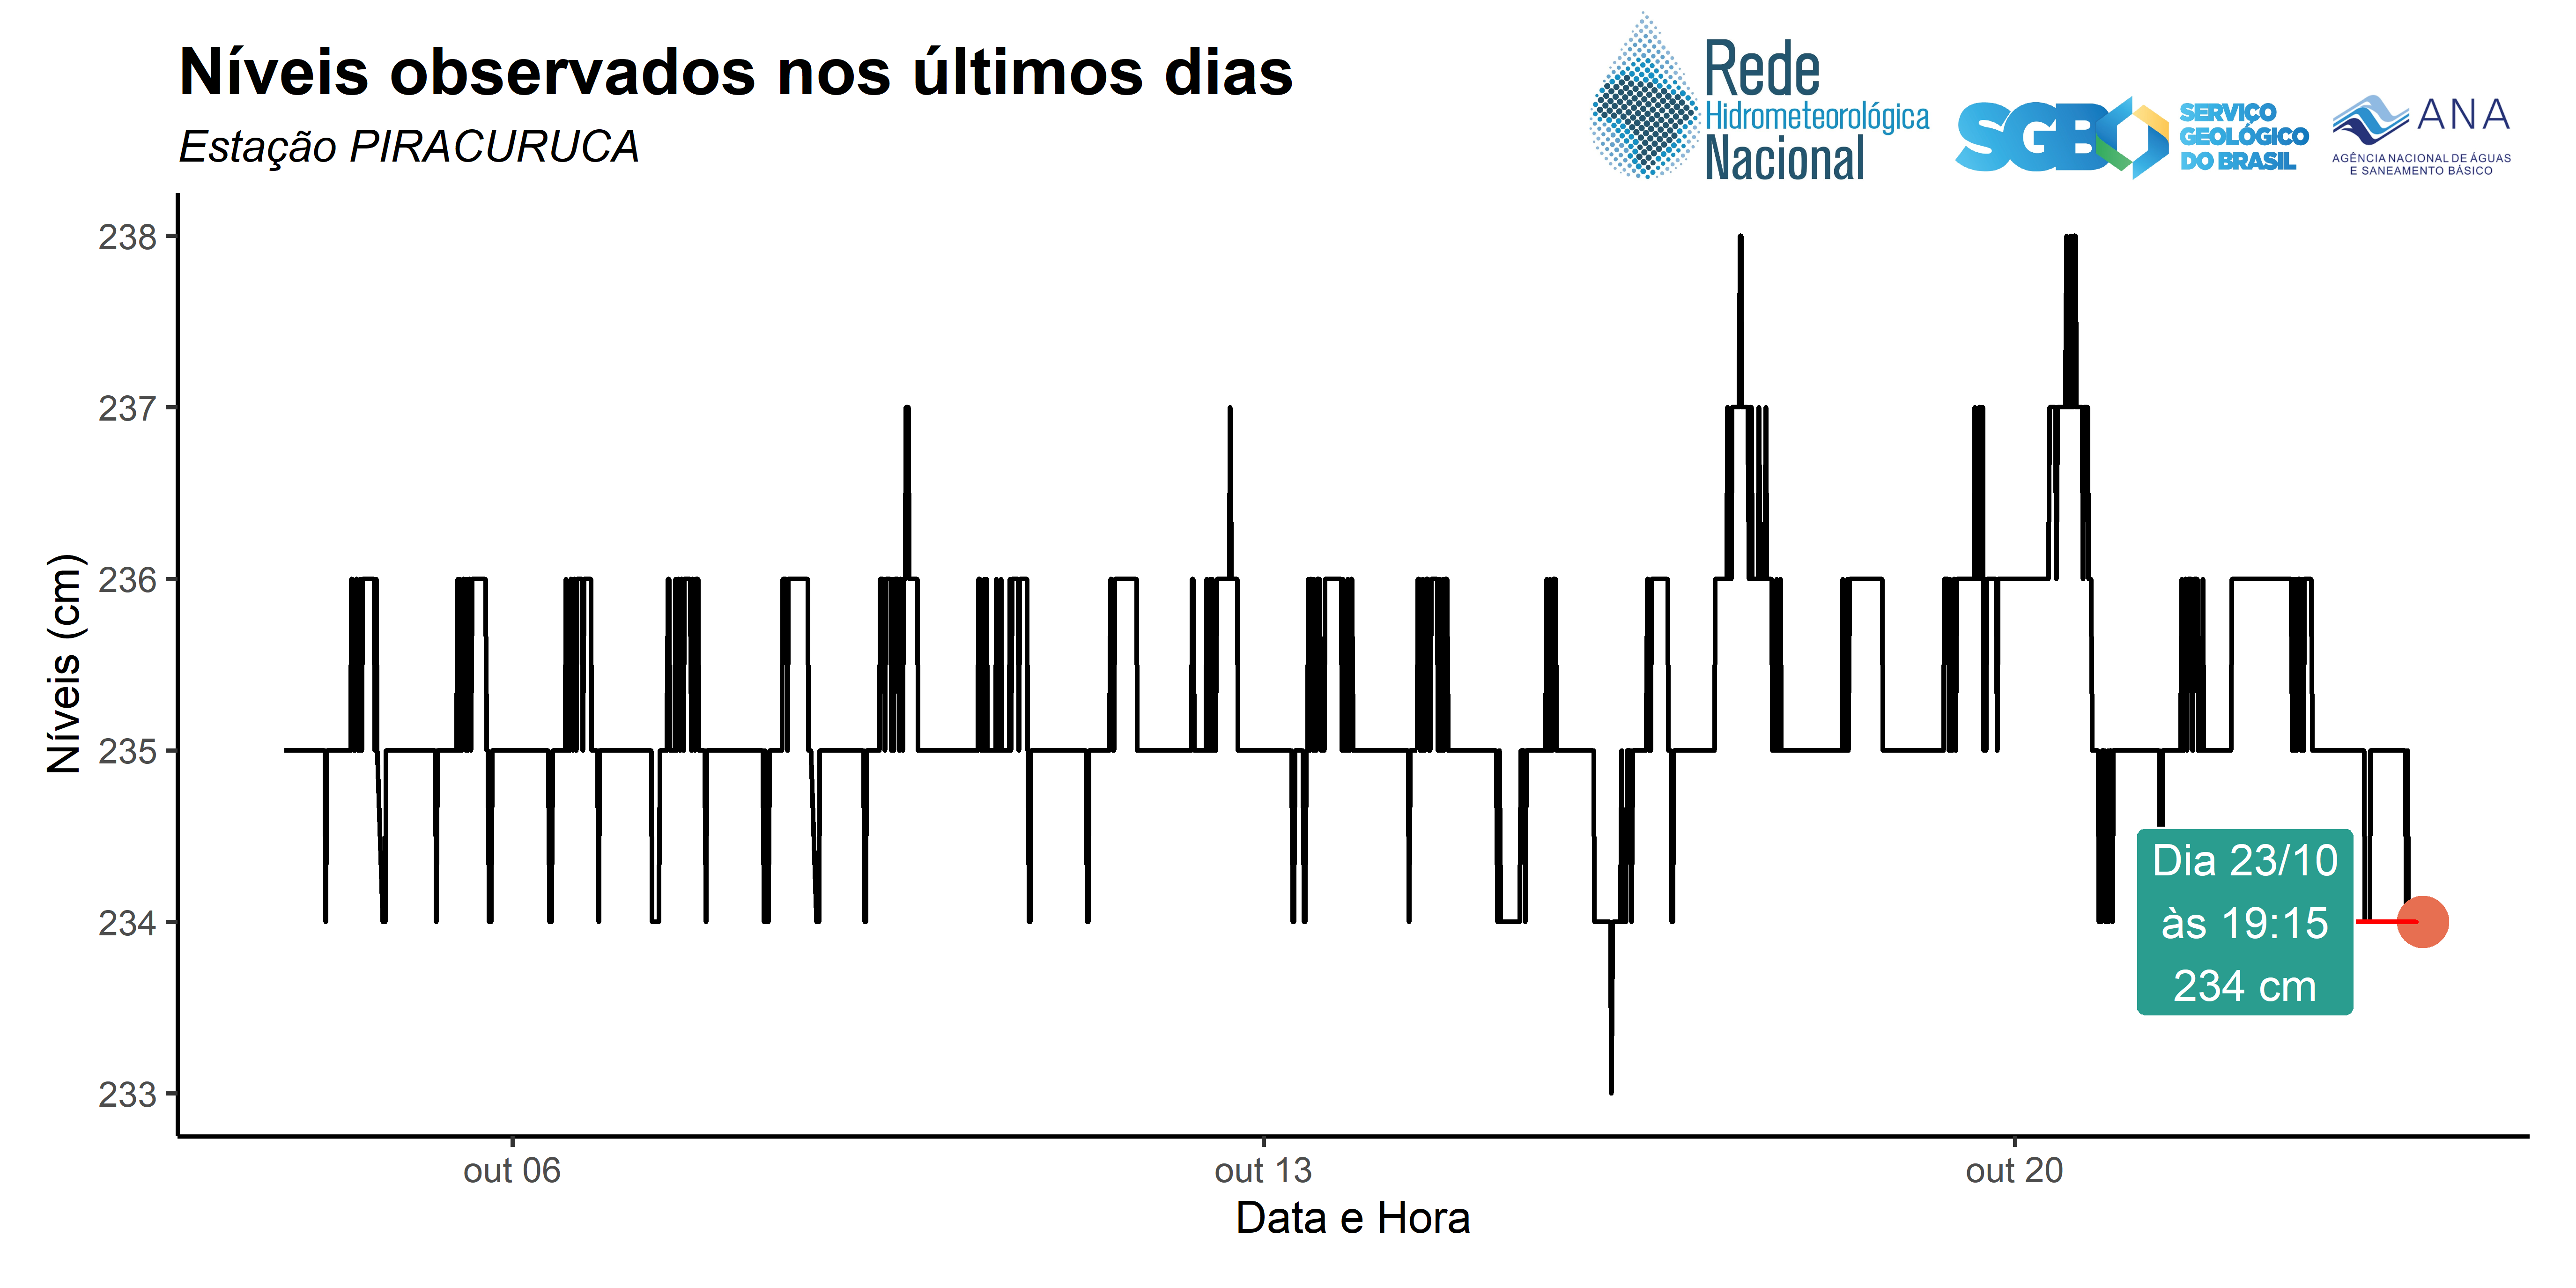 Níveis observados nos últimos dias
Estação PIRACURUCA
Rede
Hidrometeorológica
Nacional
SGB
SERVIÇO
GEOLÓGICO
DO BRASIL
ANA
AGÊNCIA NACIONAL DE ÁGUAS
E SANEAMENTO BÁSICO
Níveis (cm)
238
237
236
235
234
233
Dia 23/10
às 19:15
234 cm
out 06
out 13
out 20
Data e Hora